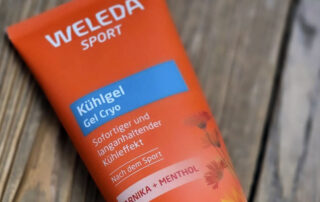 WELEDA
SPORT
Kühlgel
Gel Cryo
Sofortiger und
langanhaltender
Kühleffekt
Nach dem Sport
ARNIKA + MENTHOL